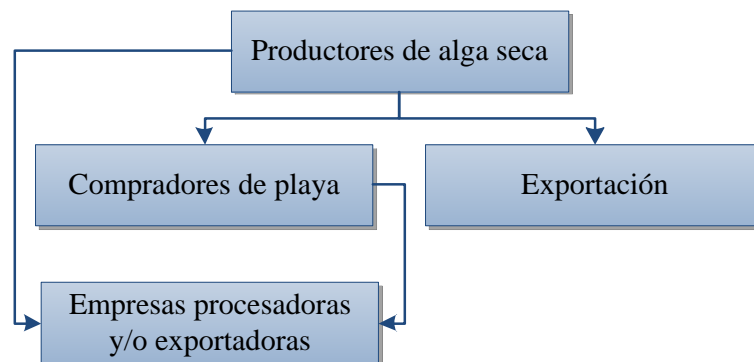 Productores de alga seca
Compradores de playa
Exportación
Empresas procesadoras
y/o exportadoras